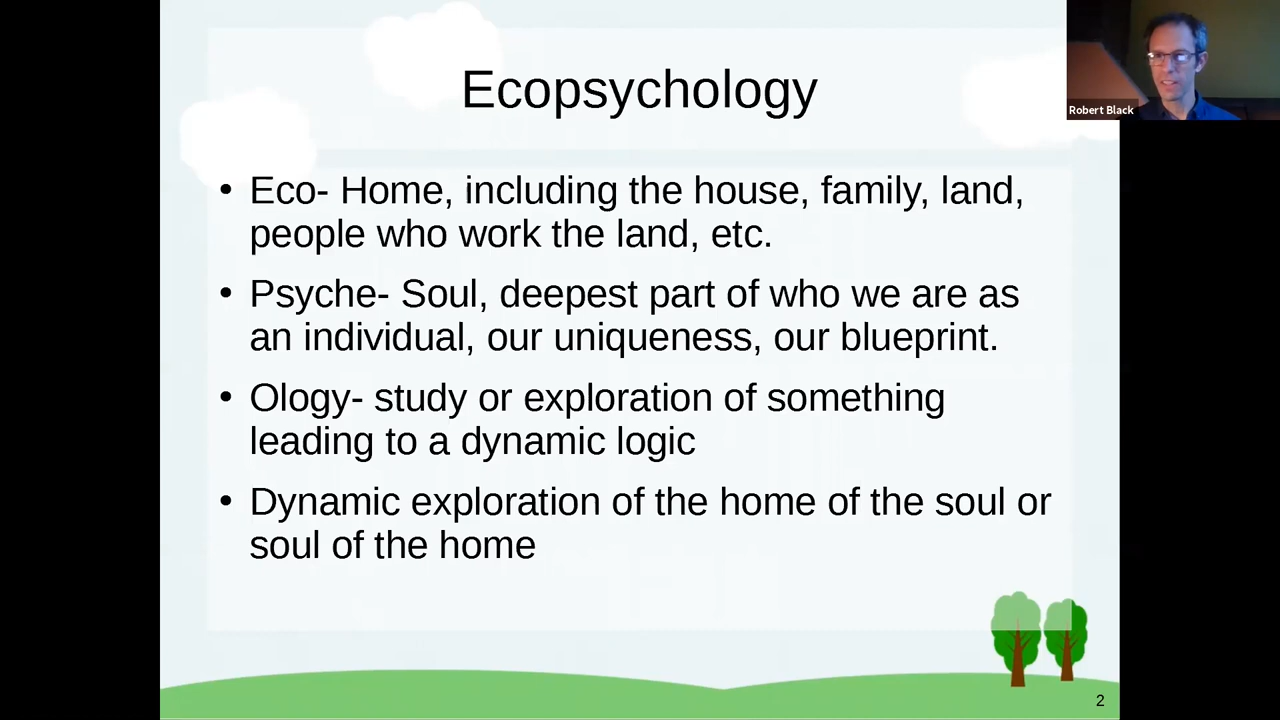 Ecopsychology
Robert Black
• Eco- Home, including the house, family, land,
people who work the land, etc.
• Psyche- Soul, deepest part of who we are as
an individual, our uniqueness, our blueprint.
• Ology- study or exploration of something
leading to a dynamic logic
• Dynamic exploration of the home of the soul or
soul of the home
2